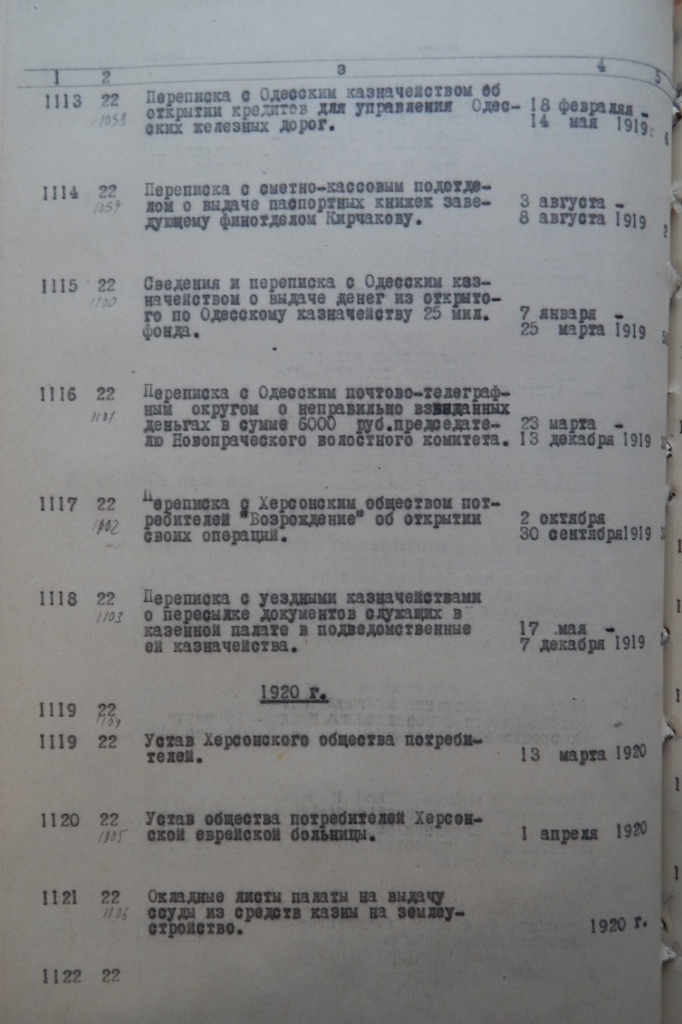 1 2 3 4 5
1113 22 Переписка с Одесским казначейством об
1098 открытии кредитов для управления Одес- 18 февраля -
ских железных дорог. 14 мая 1919 6
1114 22 Переписка с сметно-кассовым подотде-
1099 лом о выдаче паспортных книжек заве- 3 августа -
дующему финотделом Кирчакову. 8 августа 1919 2
1115 22 Сведения и переписка с Одесским каз-
1100 начейством о выдаче денег из открыто-
го по Одесскому казначейству 25 мил. 7 января -
фонда. 25 марта 1919
1116 22 Переписка с Одесским почтово-телеграф-
1101 ным округом о неправильно выданных
деньгах в сумме 6000 руб.председате- 23 марта -
лю Новопраческого волостного комитета. 13 декабря 1919
1117 22 Переписка с Херсонским обществом пот-
1102 ребителей "Возрождение" об открытии 2 октября
своих операций. 30 сентября1919
1118 22 Переписка с уездными казначействами
1103 о пересылке документов служащих в
казенной палате в подведомственные 17 мая -
ей казначейства. 7 декабря 1919
1920 г.
1119 22
1104
1119 22 Устав Херсонского общества потреби-
телей. 13 марта 1920
1120 22 Устав общества потребителей Херсон-
1105 ской еврейской больницы. 1 апреля 1920
1121 22 Окладные листы палаты на выдачу
1106 ссуды из средств казны на землеу-
стройство. 1920 г.
1122 22